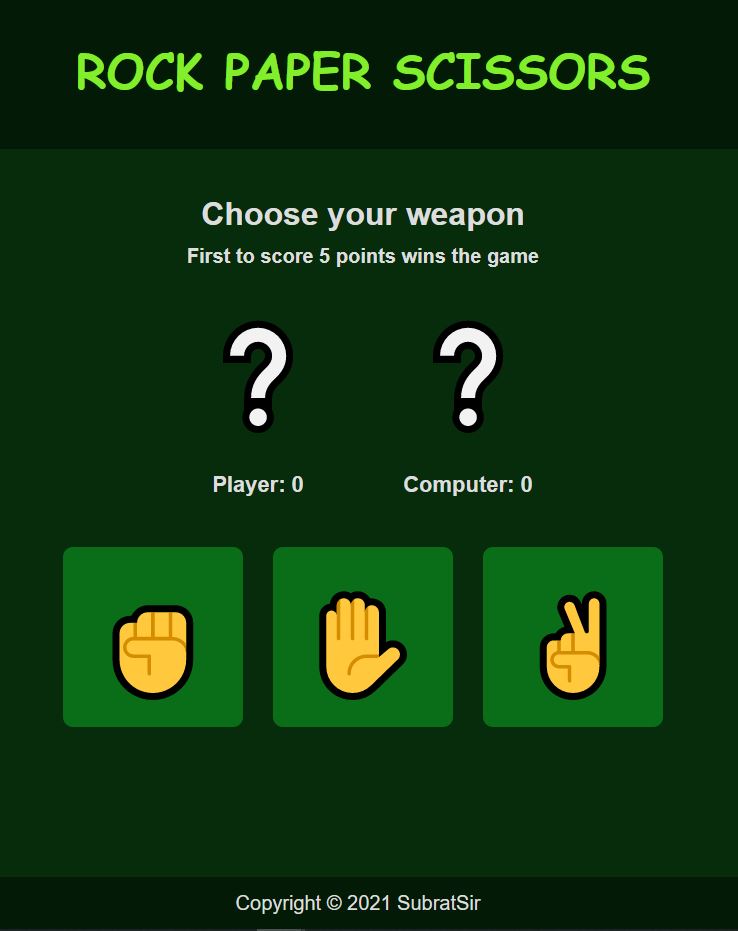 ROCK PAPER SCISSORS
Choose your weapon
First to score 5 points wins the game
Player: 0
Computer: 0
Copyright © 2021 SubratSir